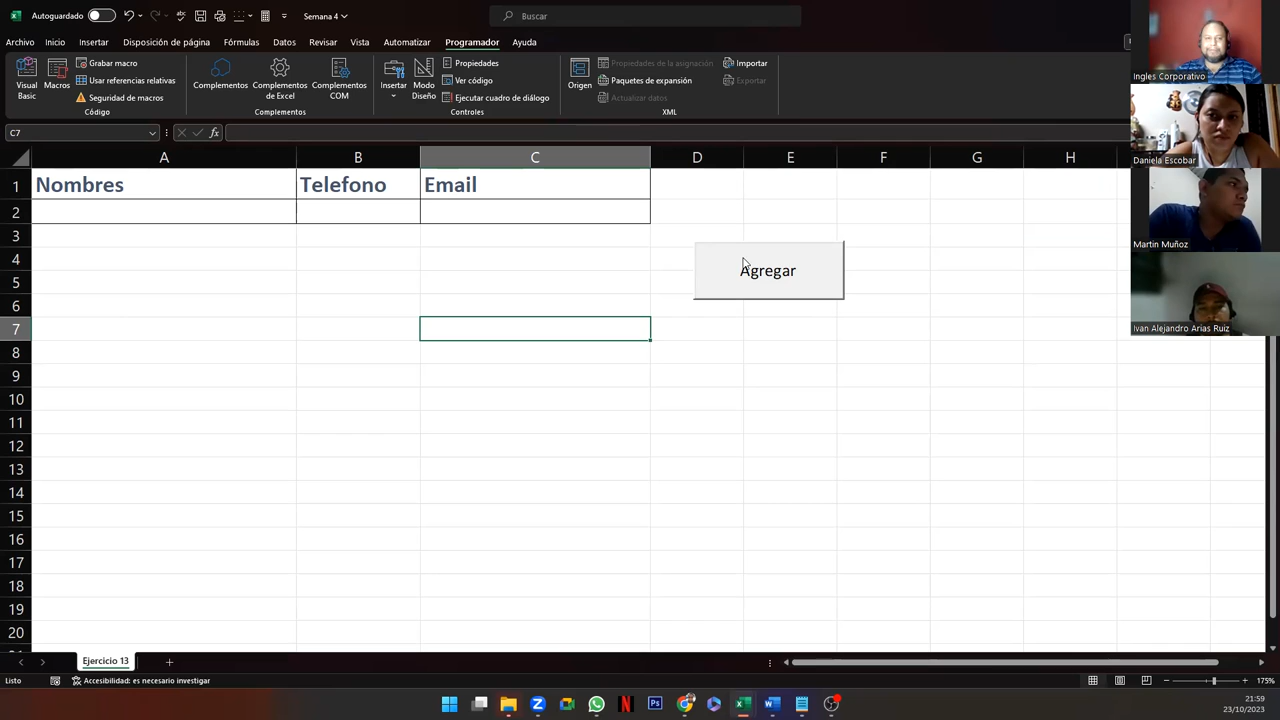 Autoguardado
Semana 4
Buscar
Archivo Inicio Insertar Disposición de página Fórmulas Datos Revisar Vista Automatizar Programador Ayuda
Visual Basic
Macros
Grabar macro
Usar referencias relativas
Seguridad de macros
Código
Complementos
Complementos de Excel
Complementos COM
Complementos
Insertar
Modo Diseño
Propiedades
Ver código
Ejecutar cuadro de diálogo
Controles
Origen
Propiedades de la asignación
Paquetes de expansión
Actualizar datos
Importar
Exportar
XML
C7
fx
A B C D E F G H
1 Nombres Telefono Email
2
3
4
5
6
7
8
9
10
11
12
13
14
15
16
17
18
19
20
Agregar
Ingles Corporativo
Daniela Escobar
Martin Muñoz
Ivan Alejandro Arias Ruiz
Ejercicio 13
Listo
Accesibilidad: es necesario investigar
175%
21:59
23/10/2023